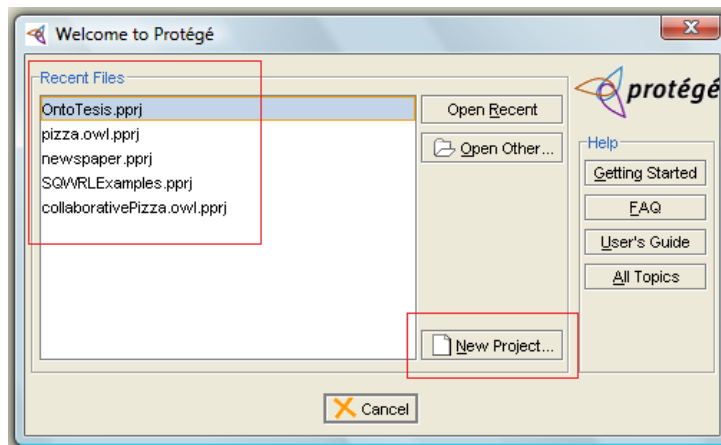 Welcome to Protégé
Recent Files
OntoTesis.pprj
pizza.owl.pprj
newspaper.pprj
SQWRLExamples.pprj
collaborativePizza.owl.pprj
Open Recent
Open Other...
New Project...
protégé
Help
Getting Started
FAQ
User's Guide
All Topics
Cancel